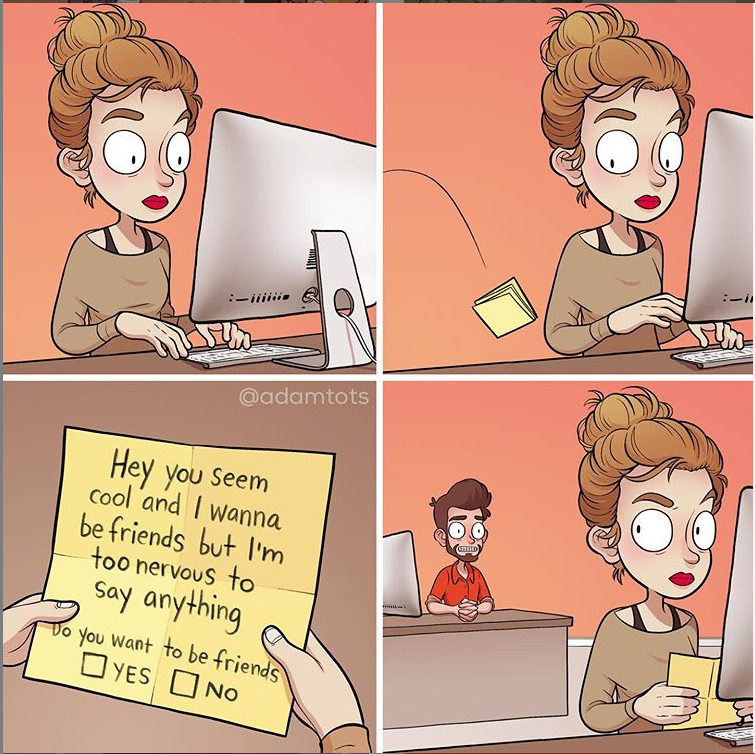 @adamtots
Hey you seem
cool and I wanna
be friends but I'm
too nervous to
say anything
Do you want to be friends
YES NO